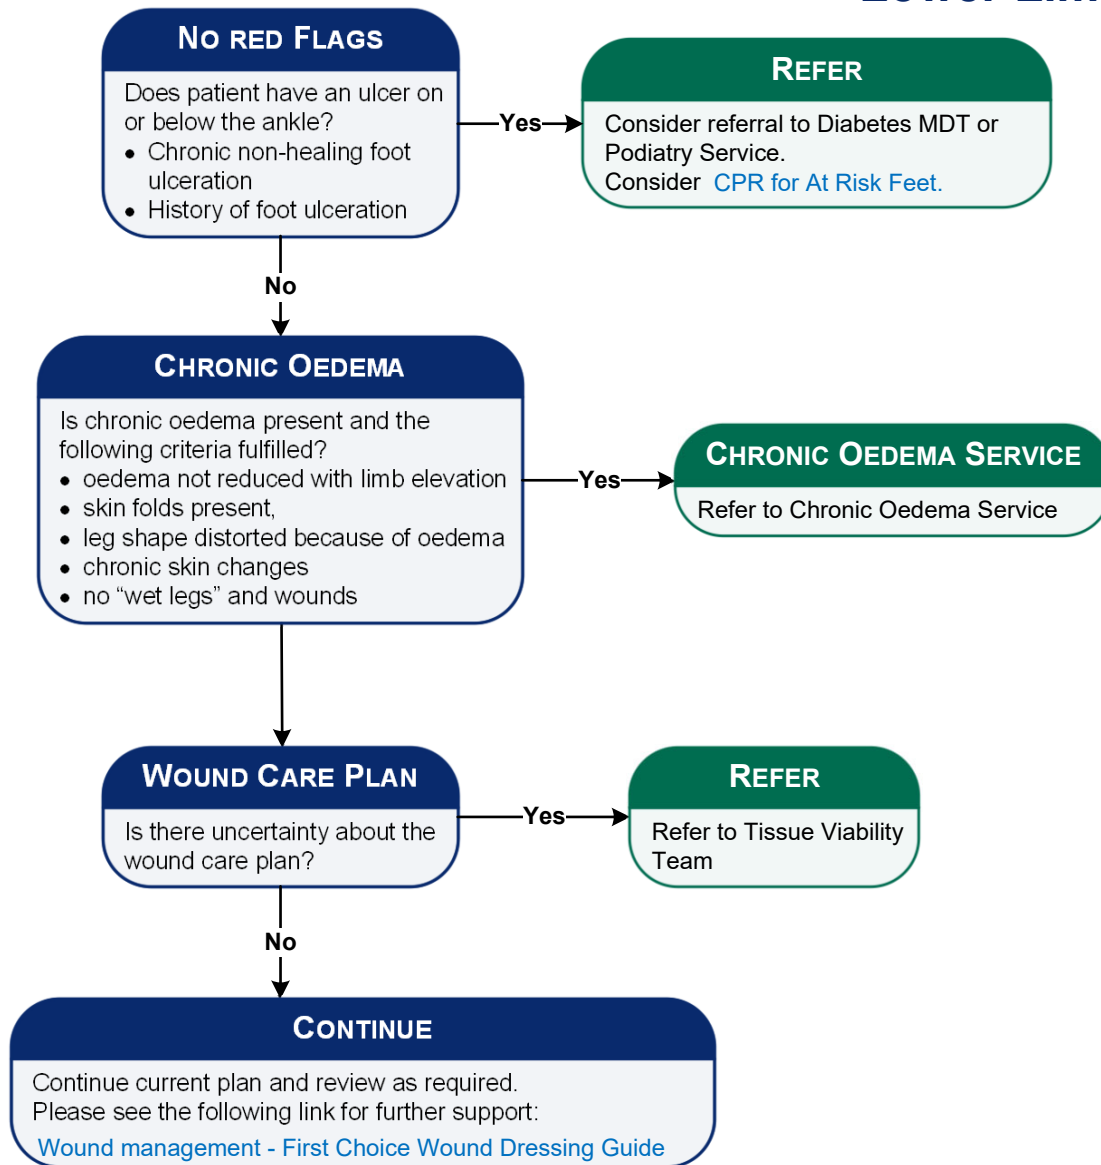 NO RED FLAGS
Does patient have an ulcer on
or below the ankle?
• Chronic non-healing foot
ulceration
• History of foot ulceration
Yes
REFER
Consider referral to Diabetes MDT or
Podiatry Service.
Consider CPR for At Risk Feet.
No
CHRONIC OEDEMA
Is chronic oedema present and the
following criteria fulfilled?
• oedema not reduced with limb elevation
• skin folds present,
• leg shape distorted because of oedema
• chronic skin changes
• no “wet legs” and wounds
Yes
CHRONIC OEDEMA SERVICE
Refer to Chronic Oedema Service
WOUND CARE PLAN
Is there uncertainty about the
wound care plan?
Yes
REFER
Refer to Tissue Viability
Team
No
CONTINUE
Continue current plan and review as required.
Please see the following link for further support:
Wound management - First Choice Wound Dressing Guide